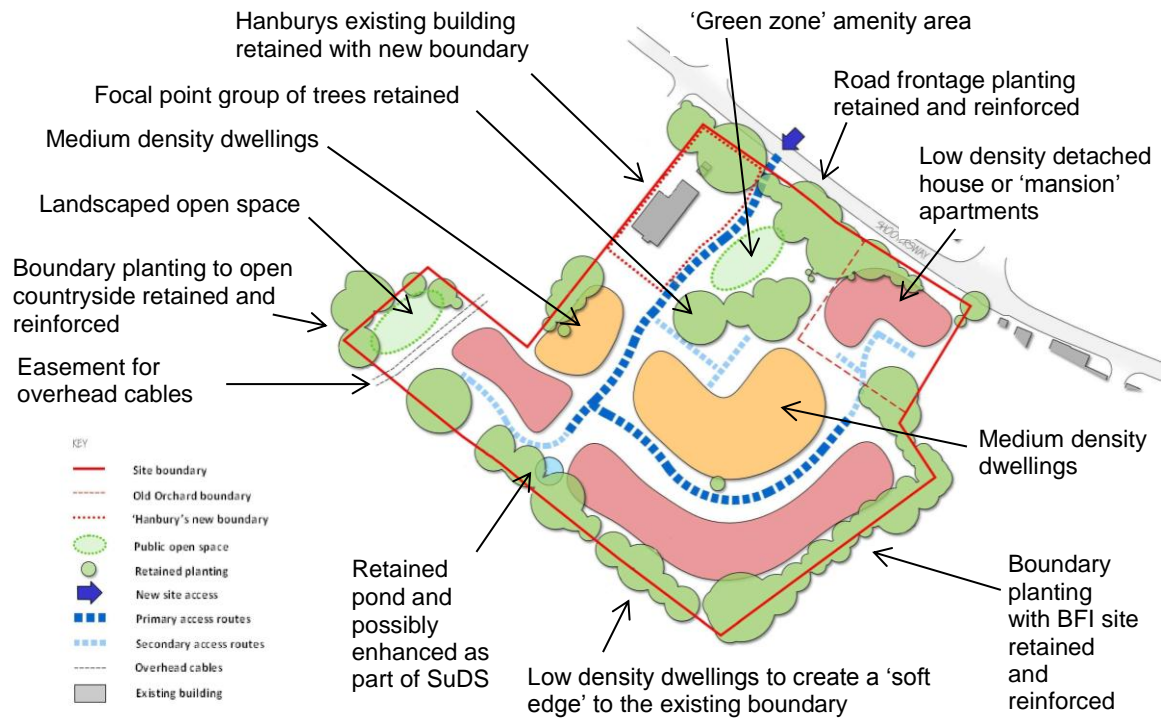 Hanburys existing building
retained with new boundary
‘Green zone’ amenity area
Focal point group of trees retained
Road frontage planting
retained and reinforced
Medium density dwellings
Low density detached
house or ‘mansion’
apartments
Landscaped open space
SHOOTERSWAY
Boundary planting to open
countryside retained and
reinforced
Easement for
overhead cables
Medium density
dwellings
KEY
Site boundary
Old Orchard boundary
'Hanbury's new boundary
Public open space
Retained planting
New site access
Primary access routes
Secondary access routes
Overhead cables
Existing building
Retained
pond and
possibly
enhanced as
part of SuDS
Low density dwellings to create a ‘soft
edge’ to the existing boundary
Boundary
planting
with BFI site
retained
and
reinforced